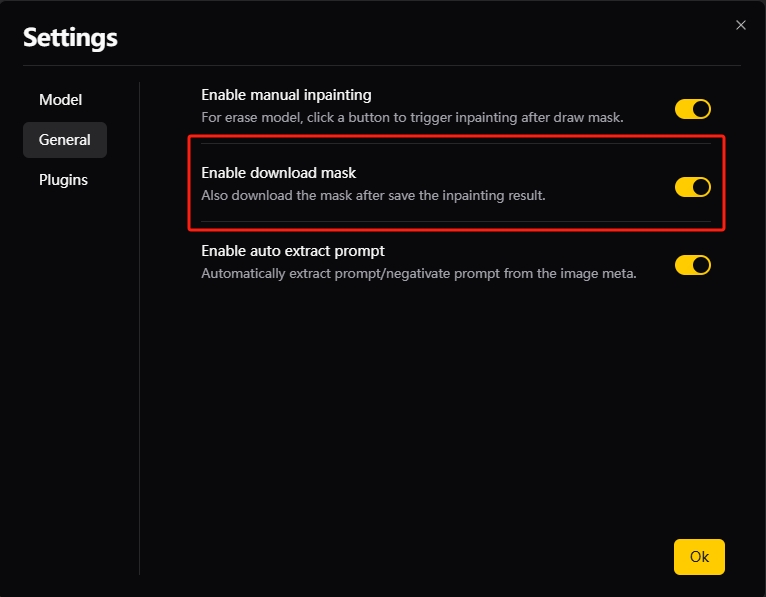 Settings
Model
General
Plugins
Enable manual inpainting
For erase model, click a button to trigger inpainting after draw mask.
Enable download mask
Also download the mask after save the inpainting result.
Enable auto extract prompt
Automatically extract prompt/negativate prompt from the image meta.
Ok